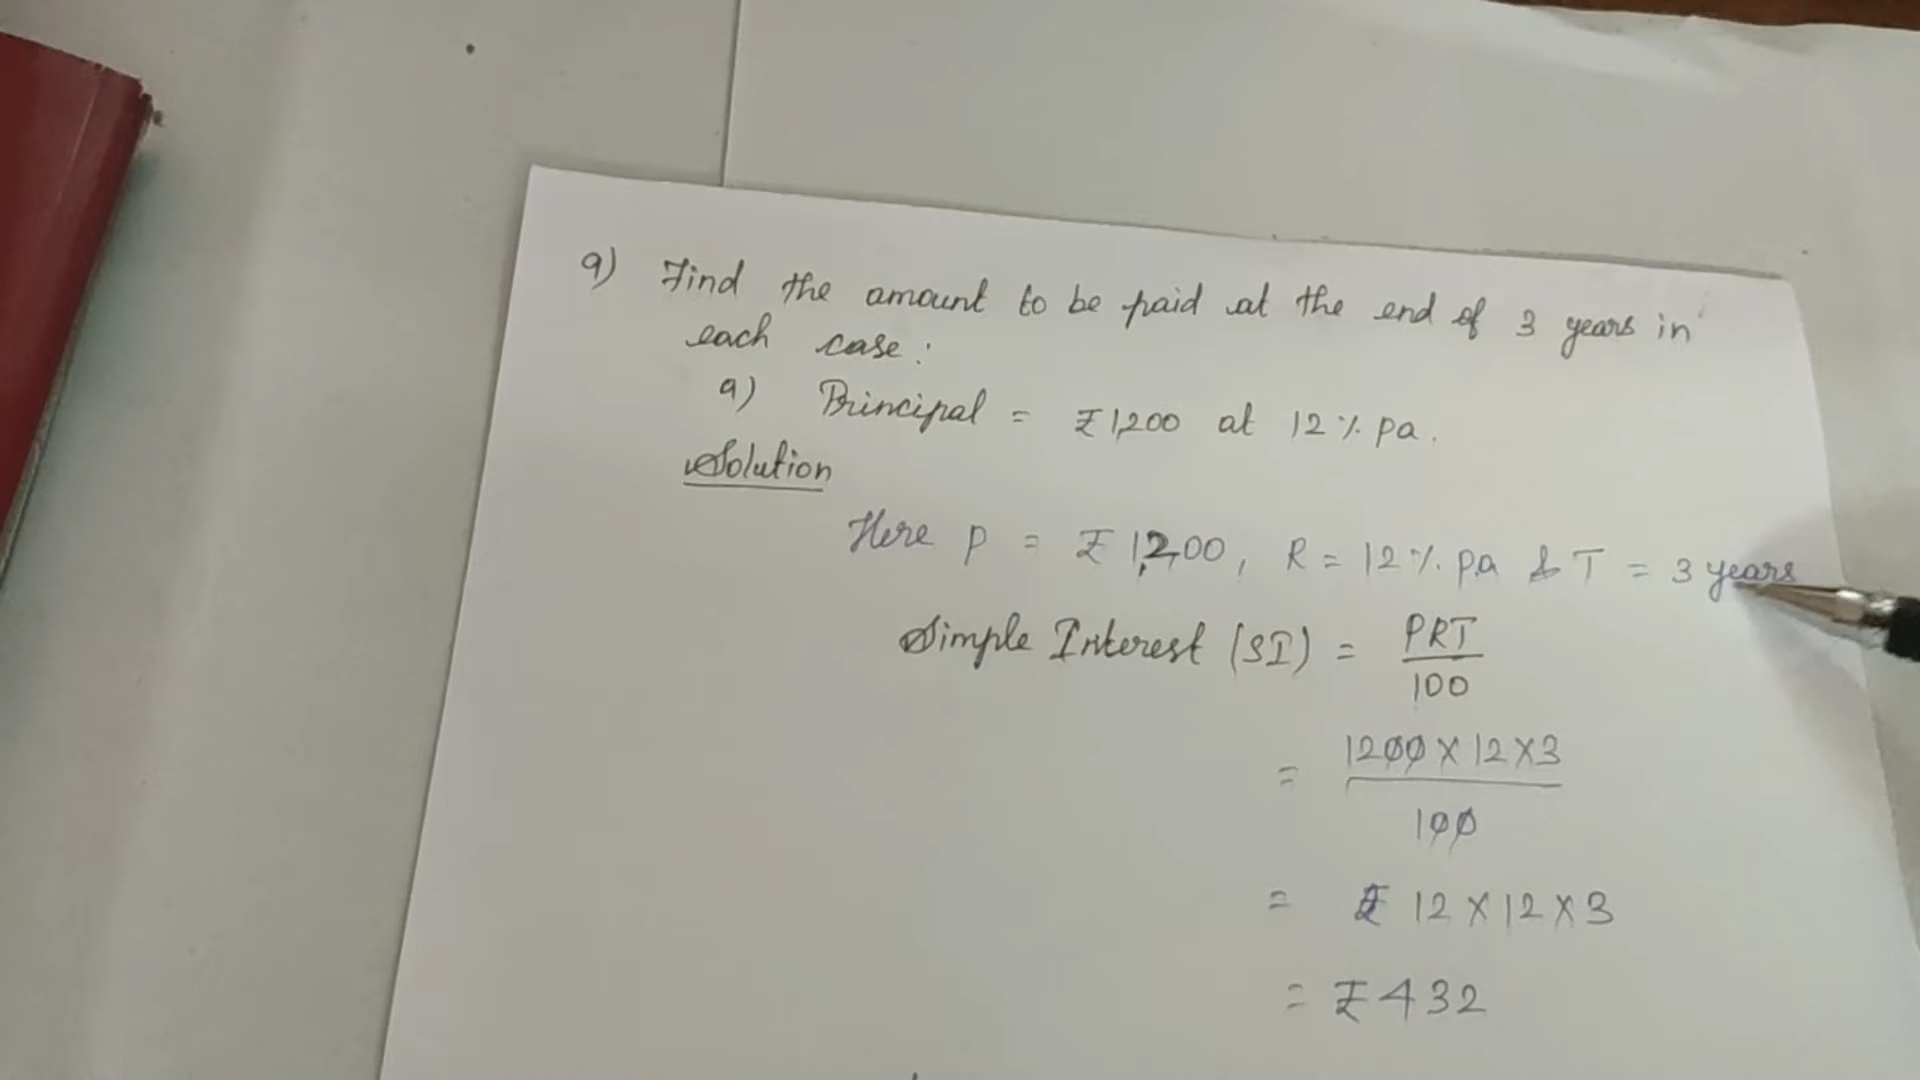 9) Find the amount to be paid at the end of 3 years in
each case:
a) Principal = ₹1,200 at 12% pa.
Solution
Here P = ₹1,200, R = 12% p.a & T = 3 years
Simple Interest (SI) = PRT
100
= 1200 X 12 X 3
100
= ₹ 12 X 12 X 3
= ₹432